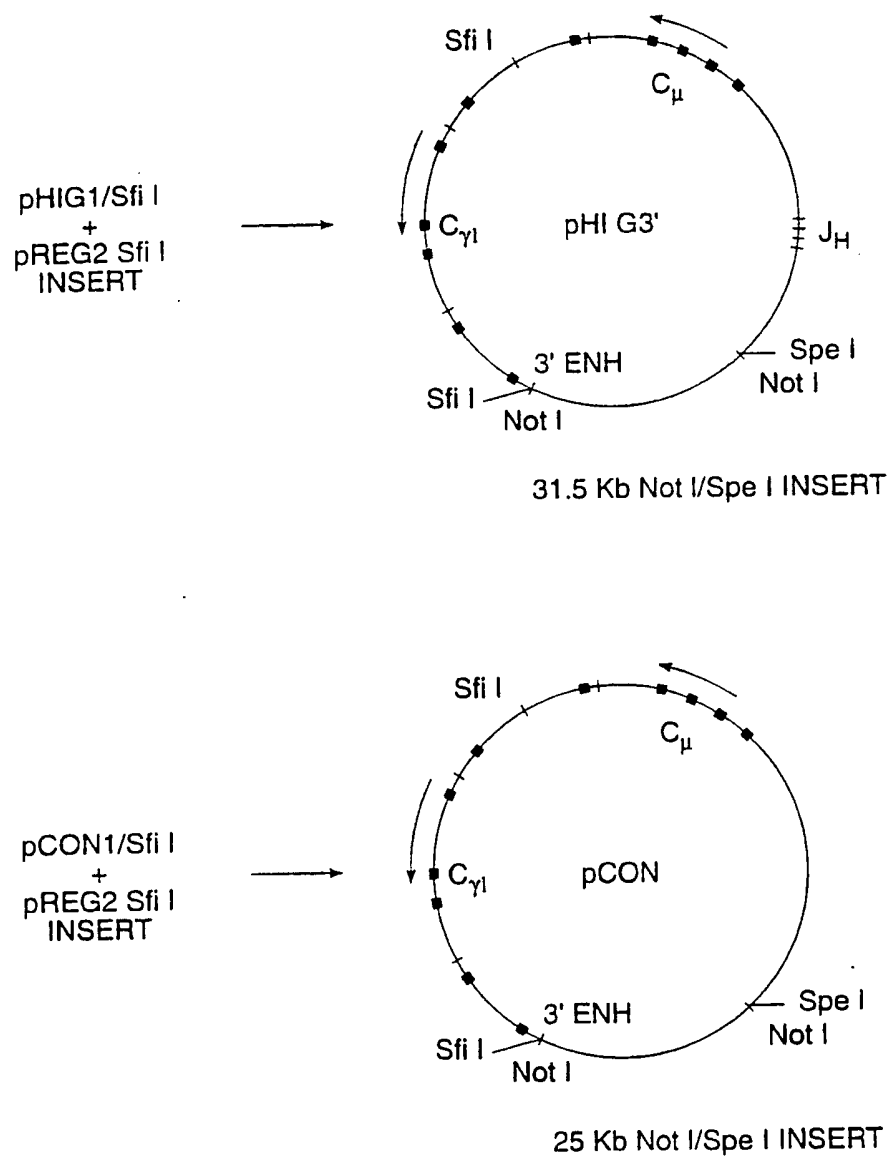 Sfi I
Cμ
pHIG1/Sfi I
+
pREG2 Sfi I
INSERT
Cγ1
pHI G3'
JH
3' ENH
Spe I
Not I
Sfi I
Not I
31.5 Kb Not I/Spe I INSERT
Sfi I
Cμ
pCON1/Sfi I
+
pREG2 Sfi I
INSERT
Cγ1
pCON
3' ENH
Spe I
Not I
Sfi I
Not I
25 Kb Not I/Spe I INSERT